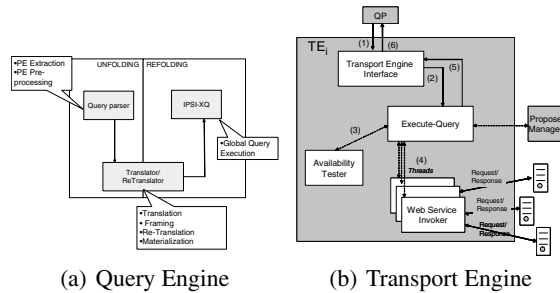 •PE Extraction
•PE Pre-
processing
UNFOLDING
REFOLDING
Query parser
IPSI-XQ
•Global Query
Execution
Translator/
ReTranslator
•Translation
• Framing
•Re-Translation
•Materialization
(a) Query Engine
QP
TEi
(1)
(6)
Transport Engine
Interface
(5)
(2)
(3)
Execute-Query
Propose
Manage
Availability
Tester
(4)
Threads
Request/
Response
Web Service
Invoker
Request/
Response
Request/
Response
(b) Transport Engine